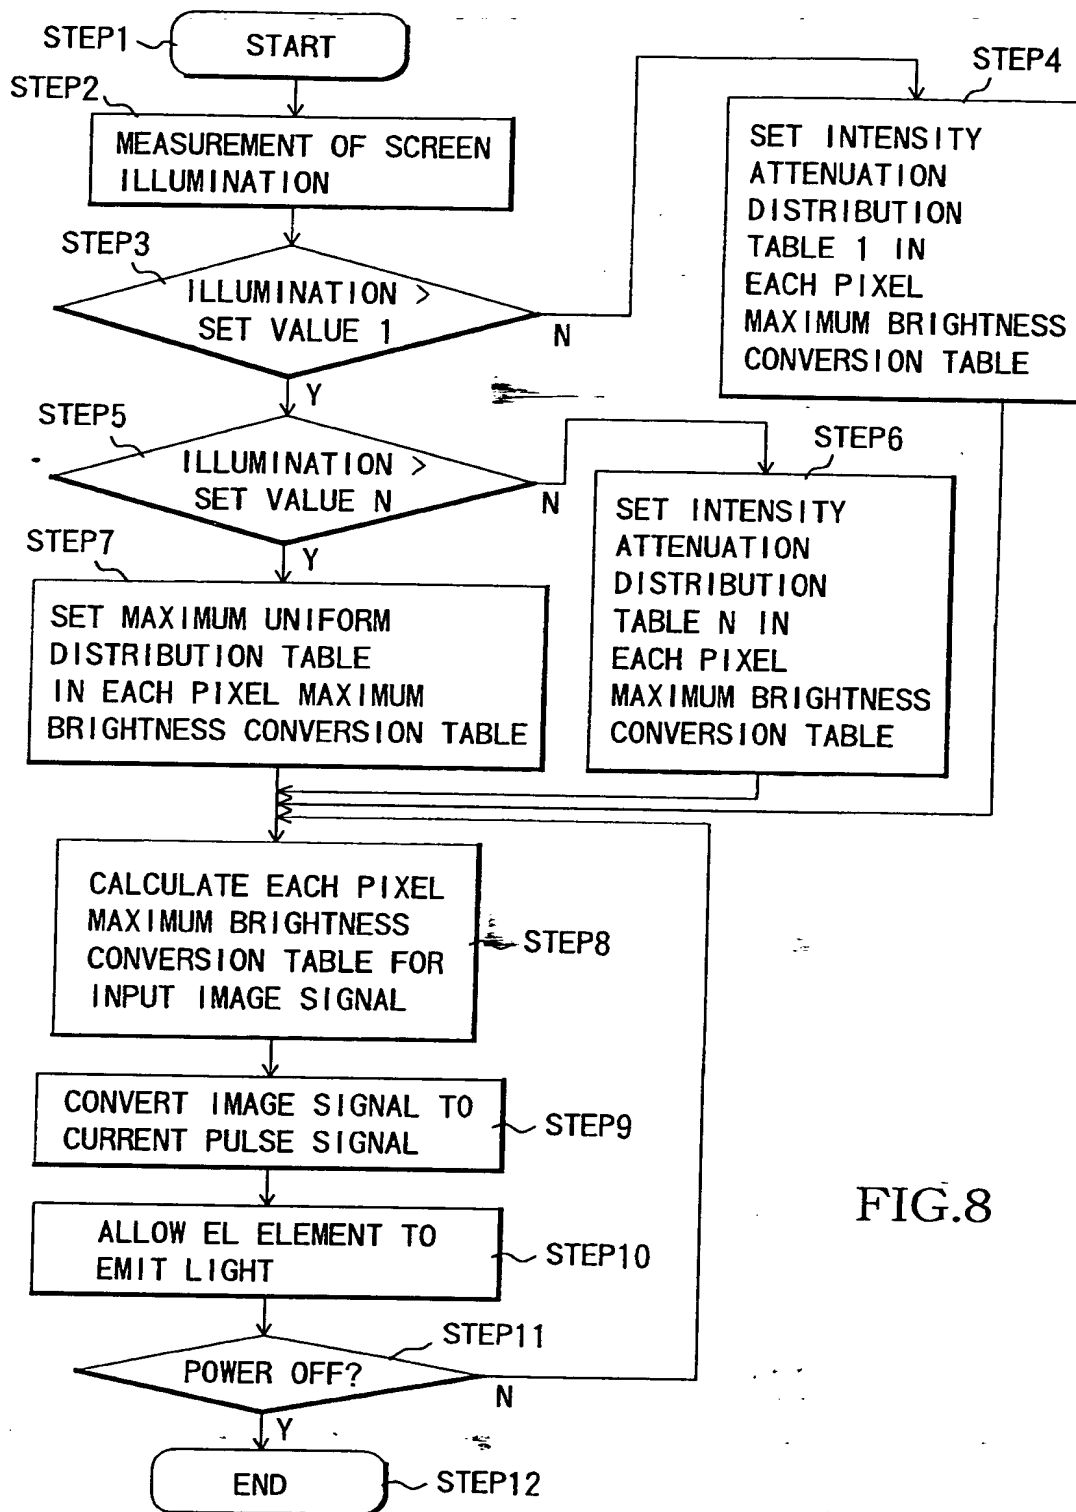 STEP1
START
STEP2
MEASUREMENT OF SCREEN
ILLUMINATION
STEP3
ILLUMINATION >
SET VALUE 1
N
Y
STEP4
SET INTENSITY
ATTENUATION
DISTRIBUTION
TABLE 1 IN
EACH PIXEL
MAXIMUM BRIGHTNESS
CONVERSION TABLE
STEP5
ILLUMINATION >
SET VALUE N
N
Y
STEP6
SET INTENSITY
ATTENUATION
DISTRIBUTION
TABLE N IN
EACH PIXEL
MAXIMUM BRIGHTNESS
CONVERSION TABLE
STEP7
SET MAXIMUM UNIFORM
DISTRIBUTION TABLE
IN EACH PIXEL MAXIMUM
BRIGHTNESS CONVERSION TABLE
CALCULATE EACH PIXEL
MAXIMUM BRIGHTNESS
CONVERSION TABLE FOR
INPUT IMAGE SIGNAL
STEP8
CONVERT IMAGE SIGNAL TO
CURRENT PULSE SIGNAL
STEP9
ALLOW EL ELEMENT TO
EMIT LIGHT
STEP10
STEP11
POWER OFF?
N
Y
END
STEP12
FIG.8